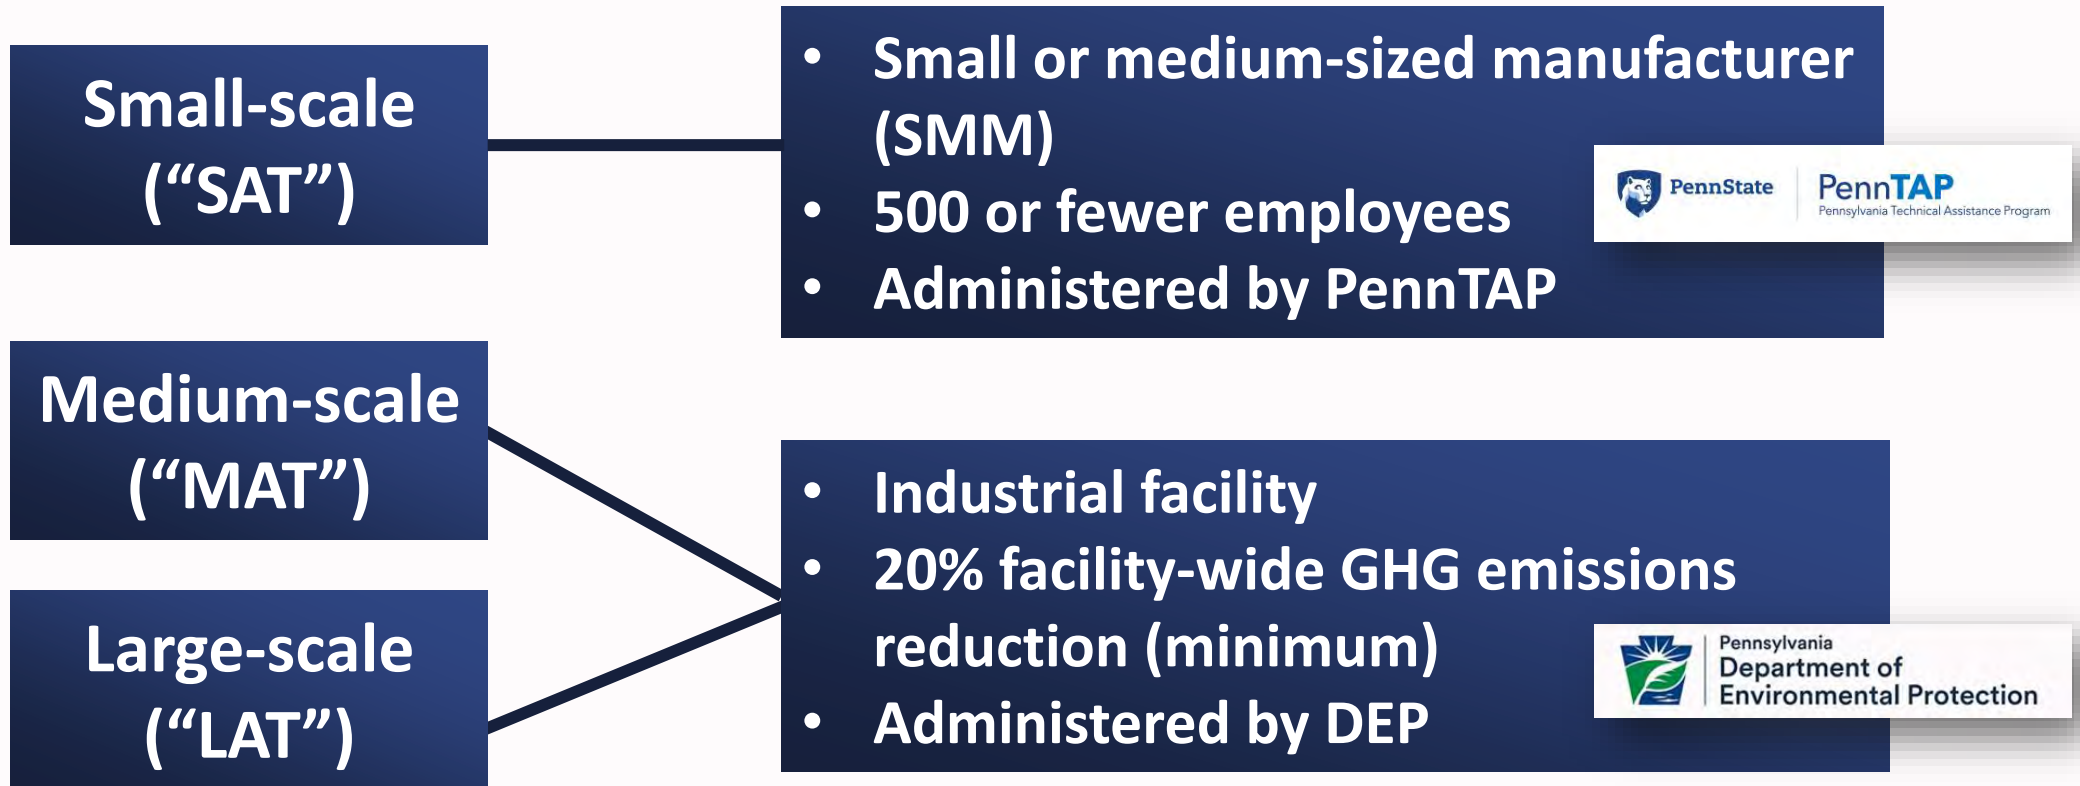 Small-scale
(“SAT”)
• Small or medium-sized manufacturer
(SMM)
• 500 or fewer employees
• Administered by PennTAP
PennState
PennTAP
Pennsylvania Technical Assistance Program
Medium-scale
(“MAT”)
Large-scale
(“LAT”)
• Industrial facility
• 20% facility-wide GHG emissions
reduction (minimum)
• Administered by DEP
Pennsylvania
Department of
Environmental Protection